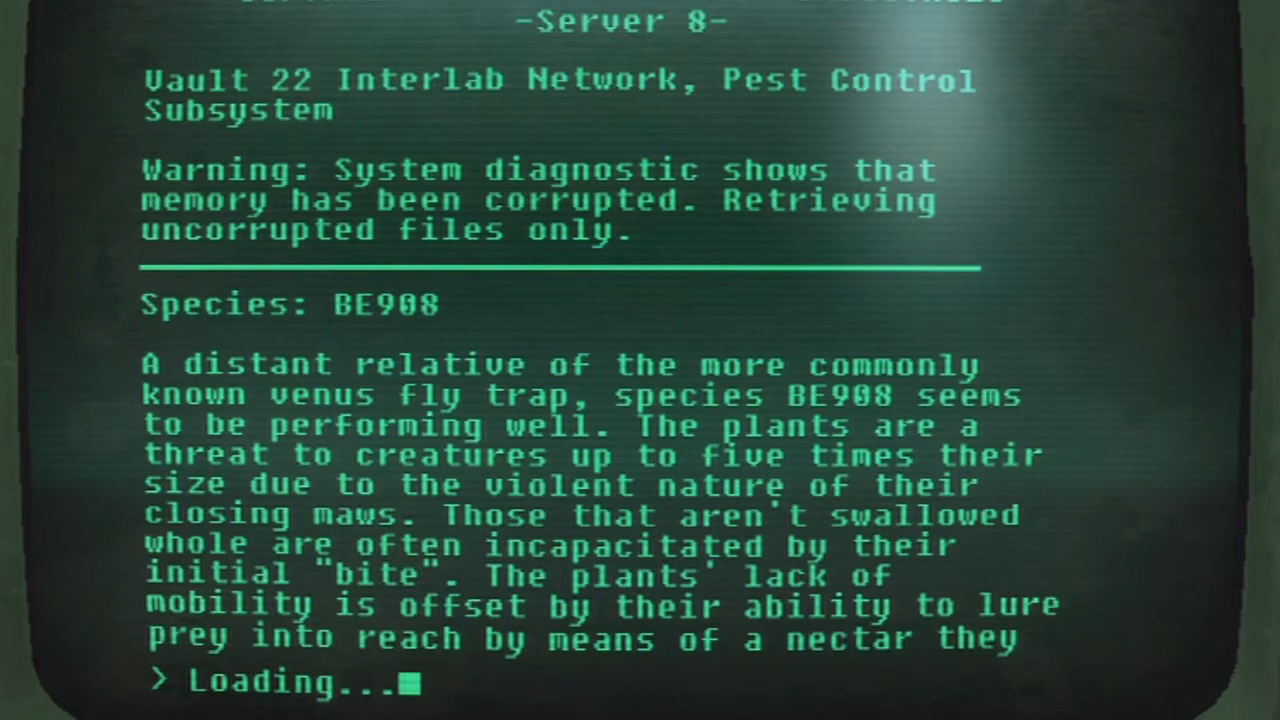 -Server 8-
Vault 22 Interlab Network, Pest Control
Subsystem
Warning: System diagnostic shows that
memory has been corrupted. Retrieving
uncorrupted files only.
Species: BE908
A distant relative of the more commonly
known venus fly trap, species BE908 seems
to be performing well. The plants are a
threat to creatures up to five times their
size due to the violent nature of their
closing maws. Those that aren't swallowed
whole are often incapacitated by their
initial "bite". The plants' lack of
mobility is offset by their ability to lure
prey into reach by means of a nectar they
> Loading...